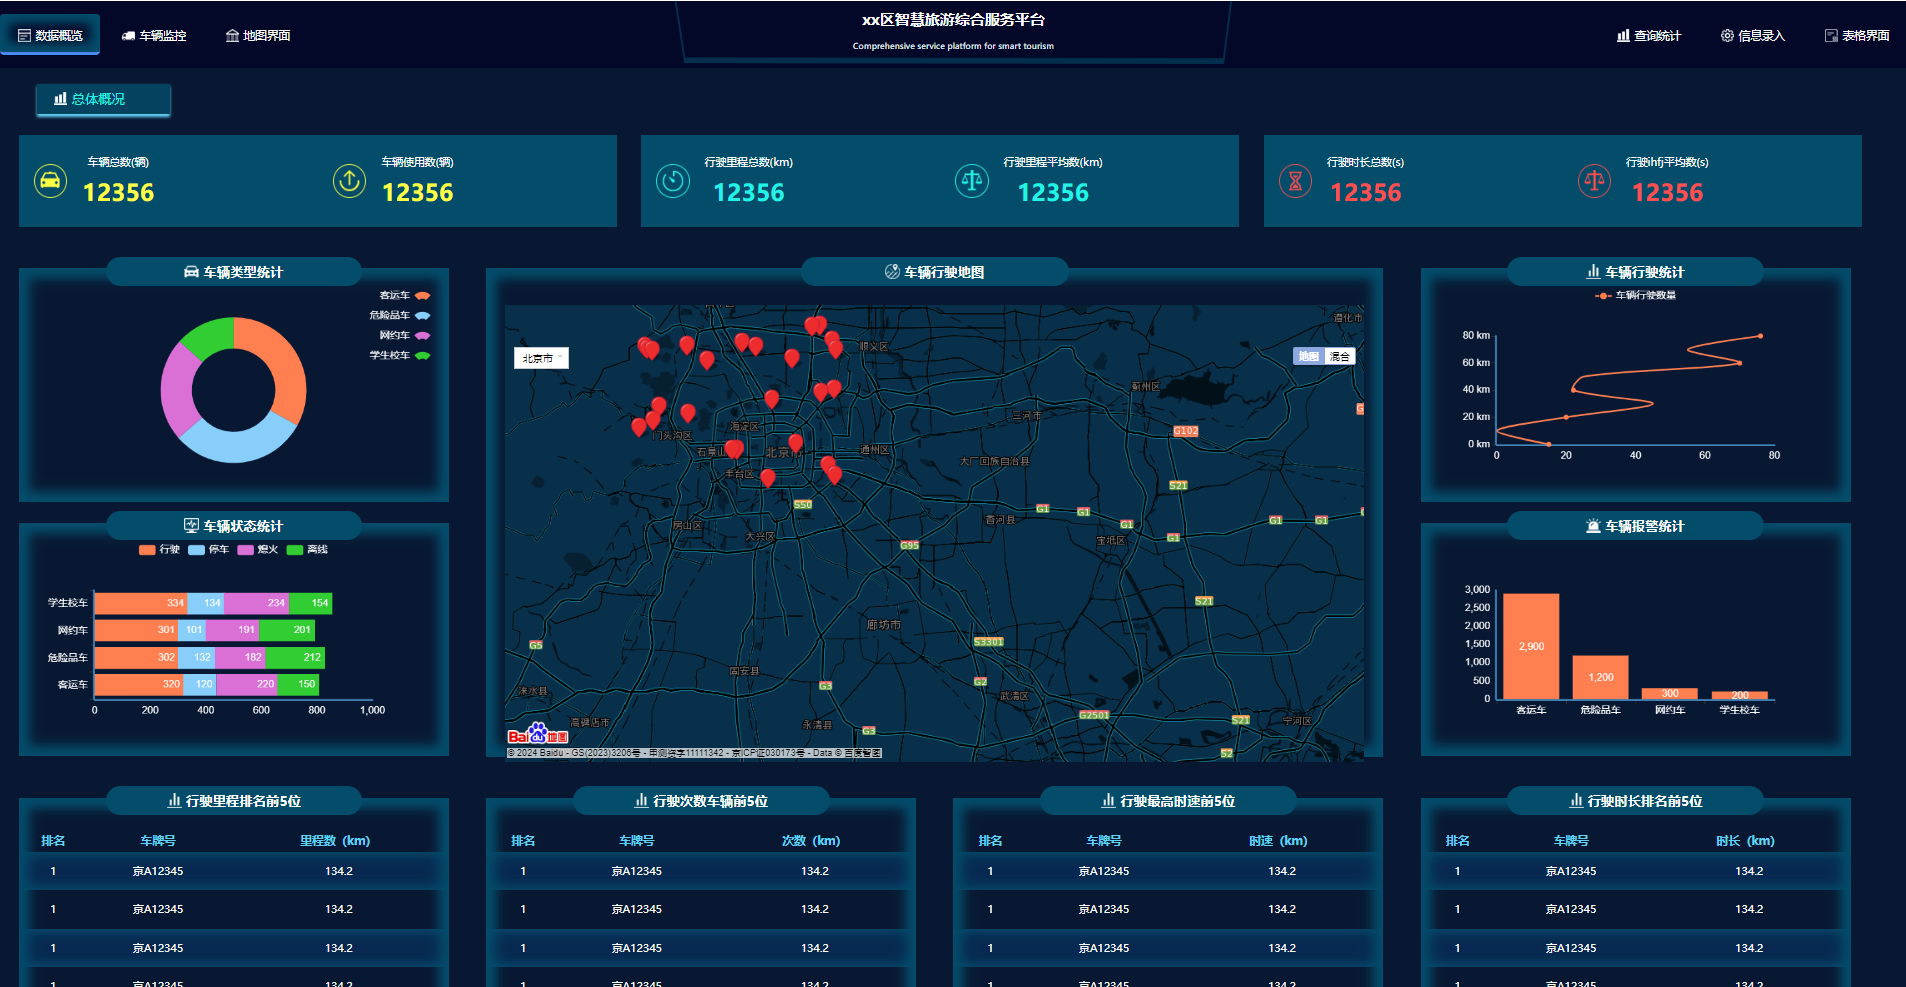 数据概览
车辆监控
地图界面
xx区智慧旅游综合服务平台
Comprehensive service platform for smart tourism
查询统计
信息录入
表格界面
总体概况
车辆总数(辆)
12356
车辆使用数(辆)
12356
行驶里程总数(km)
12356
行驶里程平均数(km)
12356
行驶时长总数(s)
12356
行驶ihfj平均数(s)
12356
车辆类型统计
客运车
危险品车
网约车
学生校车
车辆状态统计
行驶 停车 熄火 离线
学生校车 334 134 234 154
网约车 301 101 191 201
危险品车 302 132 182 212
客运车 320 120 220 150
0 200 400 600 800 1,000
车辆行驶地图
北京市
地图 混合
遵化市
顺义区
蓟州区
三河市
G102
海淀区
门头沟区
石景山
北京市
通州区
丰台区
大厂回族自治县
S21
S50
G1
G1
G1
G1
G1
G1
香河县
宝坻区
房山区
大兴区
G95
S21
廊坊市
G5
S3301
固安县
G3
G2
涞水县
武清区
G2501
S21
宁河区
高碑店市
永清县
G3
S2
Baidu地图
© 2024 Baidu - GS(2023)3206号 - 甲测资字11111342 - 京ICP证030173号 - Data © 百度智图
车辆行驶统计
车辆行驶数量
80 km
60 km
40 km
20 km
0 km
0 20 40 60 80
车辆报警统计
3,000
2,500
2,000
1,500
1,000
500
0
2,900
1,200
300
200
客运车 危险品车 网约车 学生校车
行驶里程排名前5位
排名 车牌号 里程数（km）
1 京A12345 134.2
1 京A12345 134.2
1 京A12345 134.2
1 京A12345 134.2
行驶次数车辆前5位
排名 车牌号 次数（km）
1 京A12345 134.2
1 京A12345 134.2
1 京A12345 134.2
1 京A12345 134.2
行驶最高时速前5位
排名 车牌号 时速（km）
1 京A12345 134.2
1 京A12345 134.2
1 京A12345 134.2
1 京A12345 134.2
行驶时长排名前5位
排名 车牌号 时长（km）
1 京A12345 134.2
1 京A12345 134.2
1 京A12345 134.2
1 京A12345 134.2